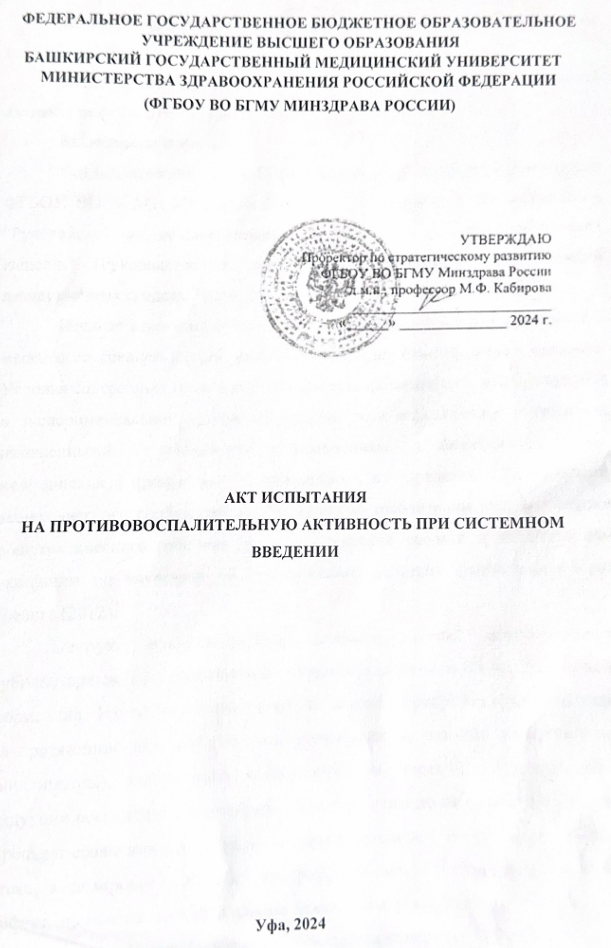 ФЕДЕРАЛЬНОЕ ГОСУДАРСТВЕННОЕ БЮДЖЕТНОЕ ОБРАЗОВАТЕЛЬНОЕ
УЧРЕЖДЕНИЕ ВЫСШЕГО ОБРАЗОВАНИЯ
БАШКИРСКИЙ ГОСУДАРСТВЕННЫЙ МЕДИЦИНСКИЙ УНИВЕРСИТЕТ
МИНИСТЕРСТВА ЗДРАВООХРАНЕНИЯ РОССИЙСКОЙ ФЕДЕРАЦИИ
(ФГБОУ ВО БГМУ МИНЗДРАВА РОССИИ)
УТВЕРЖДАЮ
Проректор по стратегическому развитию
ФГБОУ ВО БГМУ Минздрава России
профессор М.Ф. Кабирова
«______» ________________ 2024 г.
АКТ ИСПЫТАНИЯ
НА ПРОТИВОВОСПАЛИТЕЛЬНУЮ АКТИВНОСТЬ ПРИ СИСТЕМНОМ
ВВЕДЕНИИ
Уфа, 2024